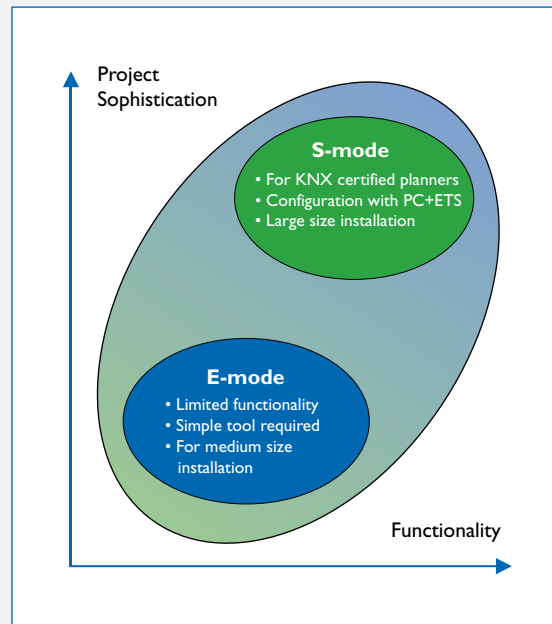 Project
Sophistication
S-mode
• For KNX certified planners
• Configuration with PC+ETS
• Large size installation
E-mode
• Limited functionality
• Simple tool required
• For medium size
installation
Functionality